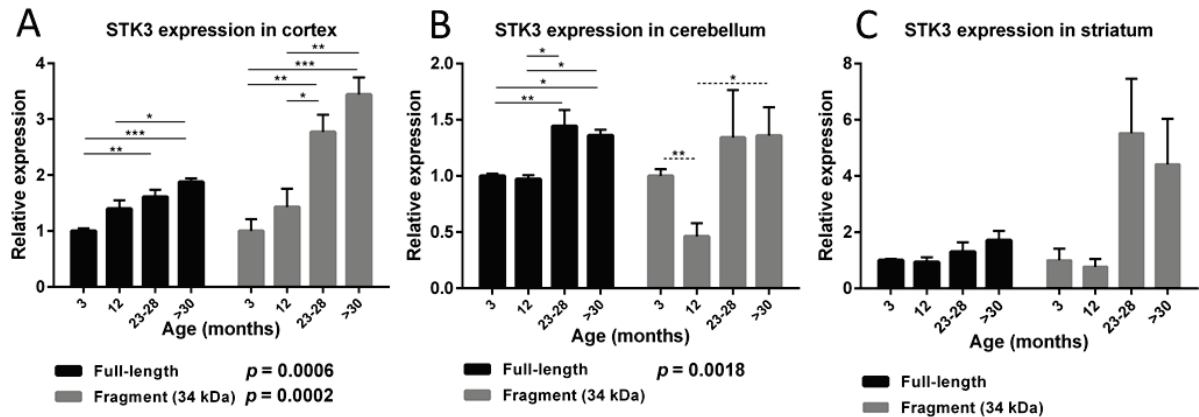 A
STK3 expression in cortex
**
***
**
*
*
***
**
Relative expression
4
3
2
1
0
3
12
23-28
>30
3
12
23-28
>30
Age (months)
Full-length p = 0.0006
Fragment (34 kDa) p = 0.0002
B
STK3 expression in cerebellum
*
*
*
**
*
**
Relative expression
2.0
1.5
1.0
0.5
0.0
3
12
23-28
>30
3
12
23-28
>30
Age (months)
Full-length p = 0.0018
Fragment (34 kDa)
C
STK3 expression in striatum
Relative expression
8
6
4
2
0
3
12
23-28
>30
3
12
23-28
>30
Age (months)
Full-length
Fragment (34 kDa)